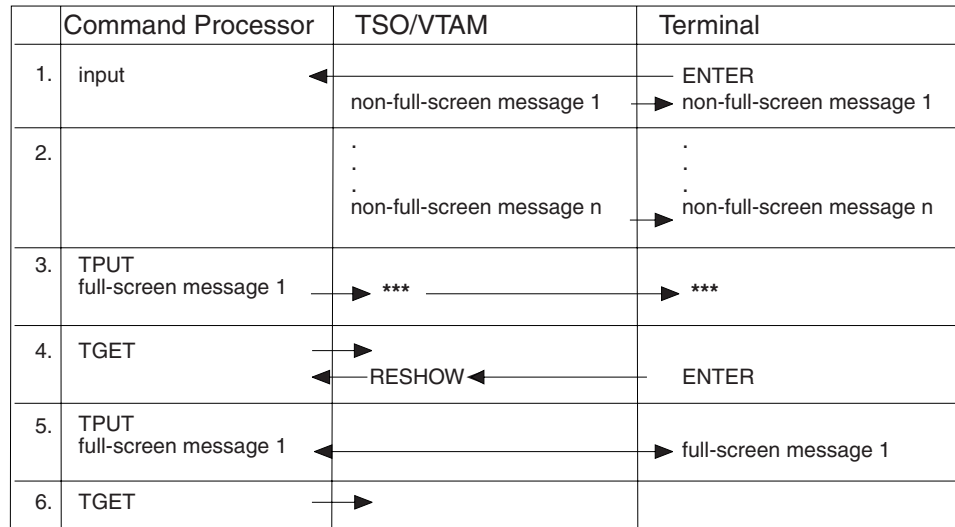 Command Processor TSO/VTAM Terminal
1. input ENTER
non-full-screen message 1 non-full-screen message 1
2. . .
. .
. .
non-full-screen message n non-full-screen message n
3. TPUT
full-screen message 1 *** ***
4. TGET
RESHOW ENTER
5. TPUT
full-screen message 1 full-screen message 1
6. TGET